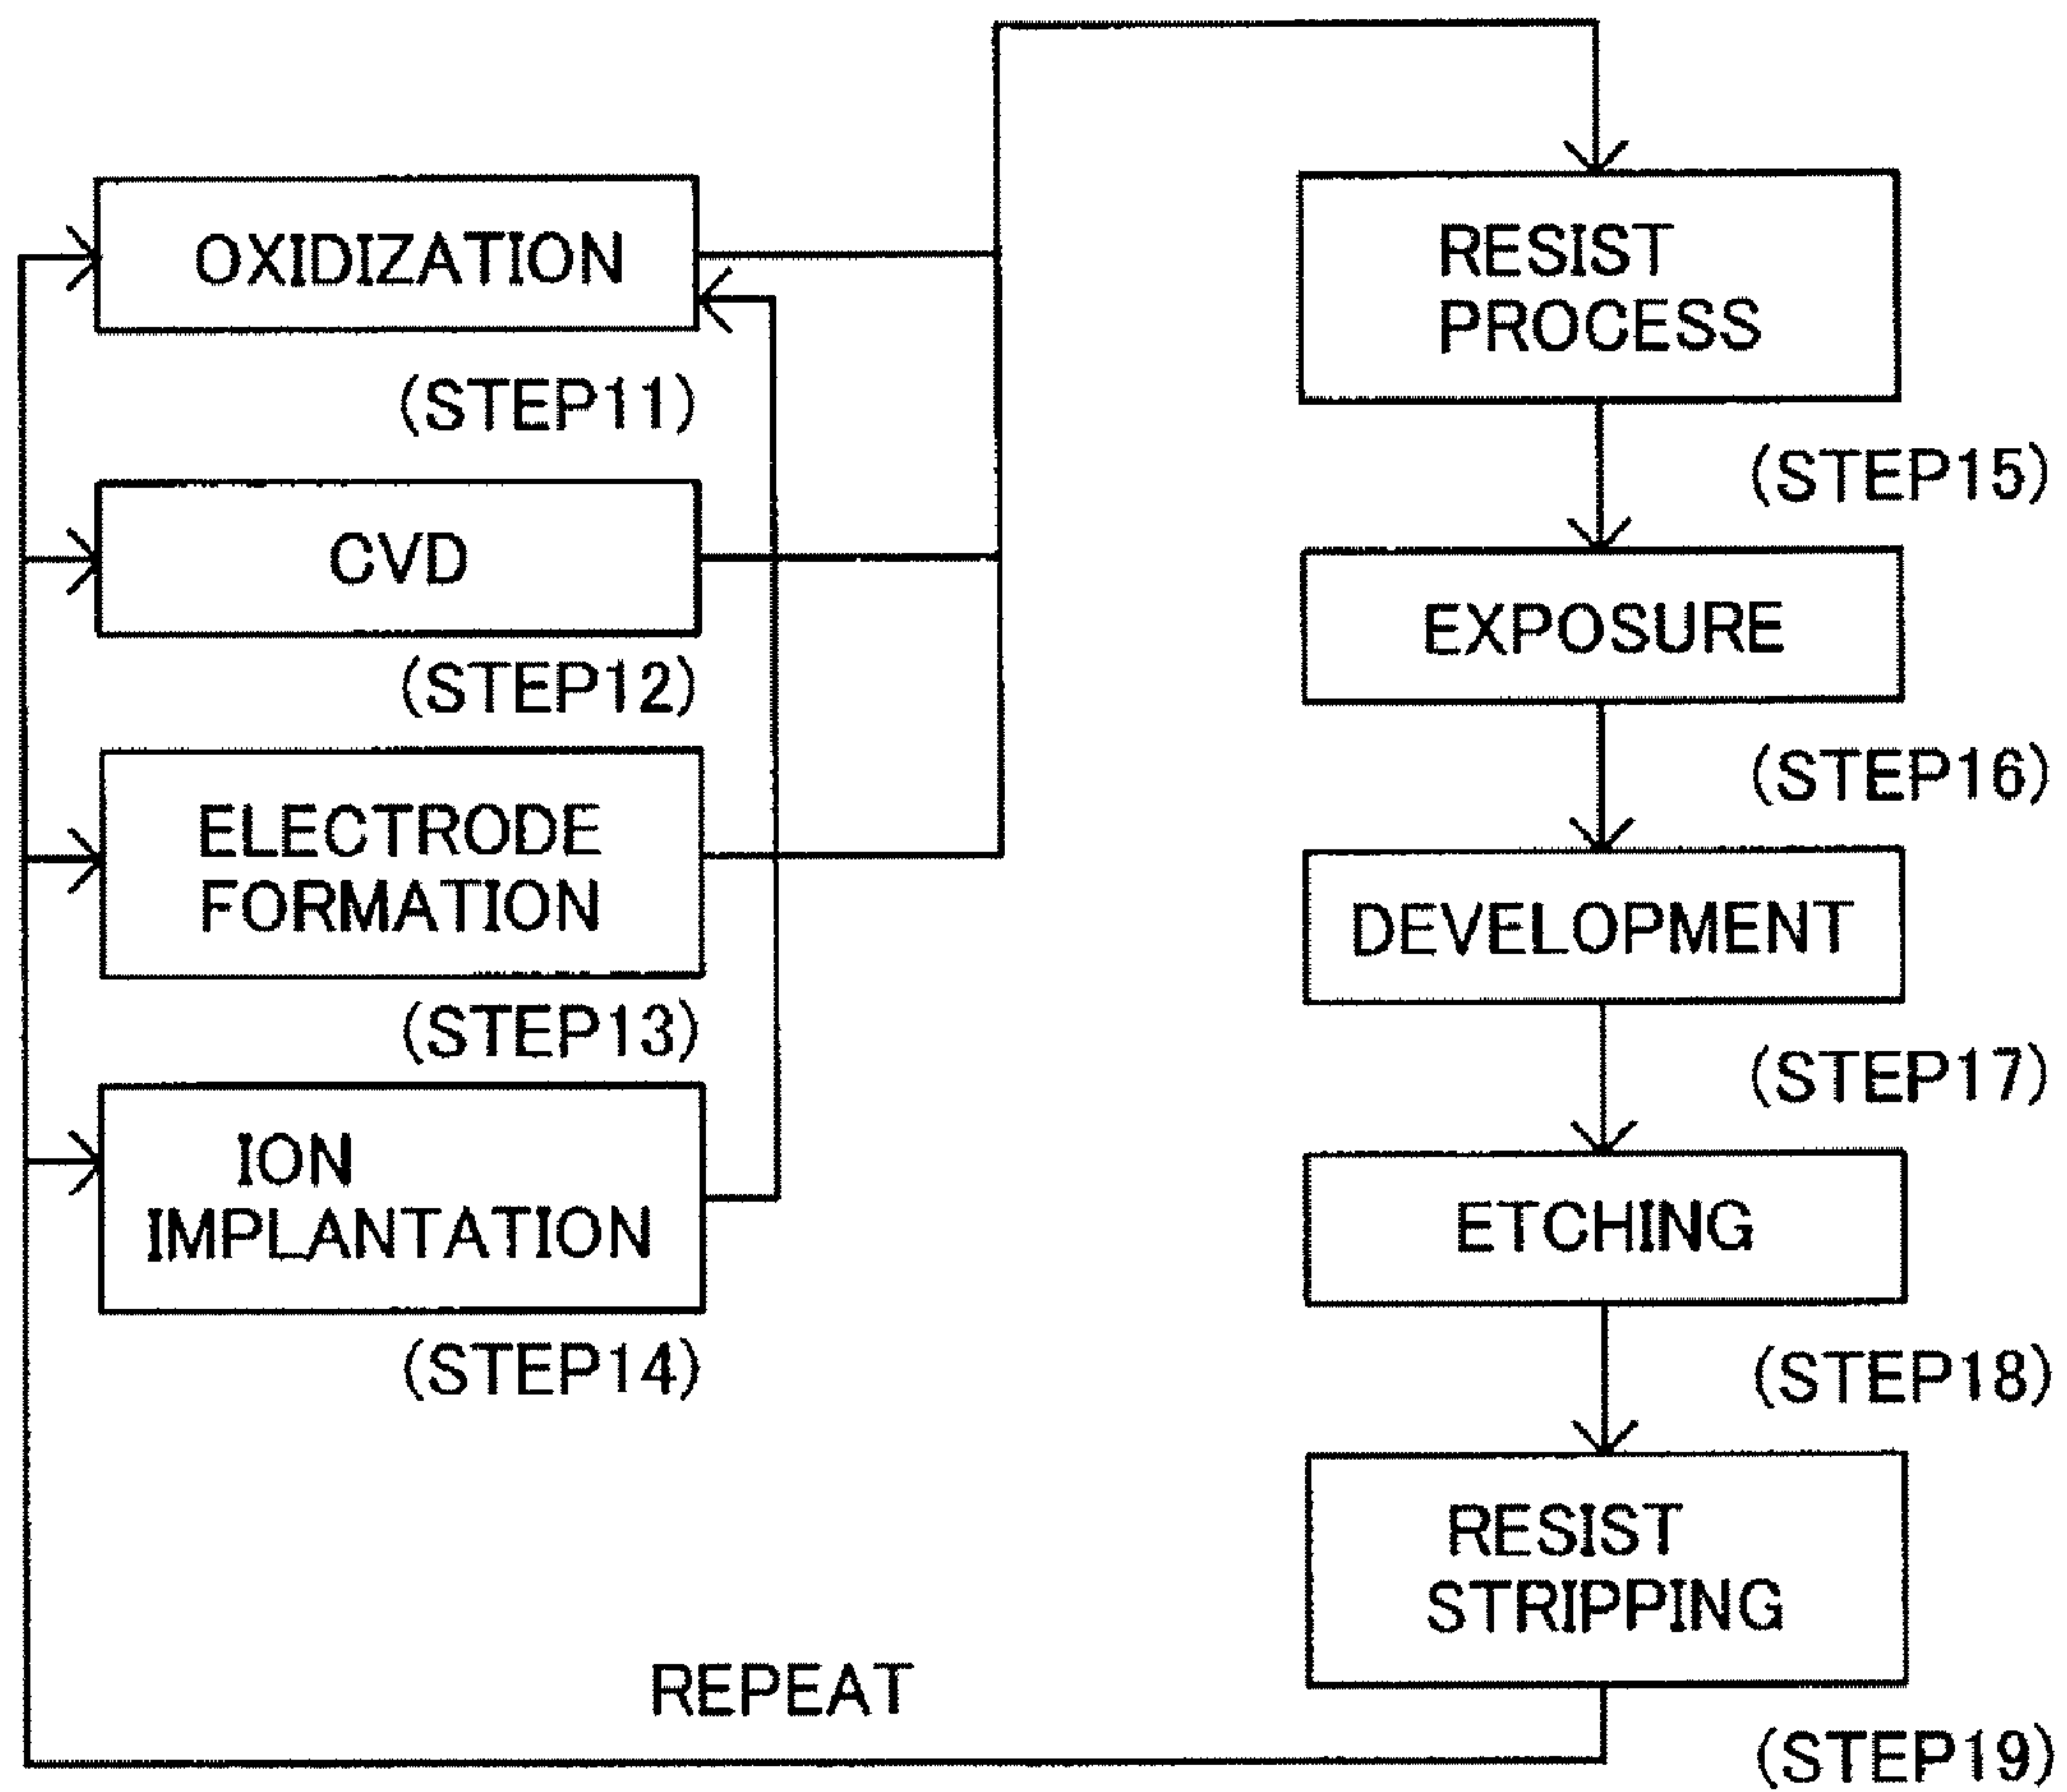 OXIDIZATION
(STEP11)
CVD
(STEP12)
ELECTRODE
FORMATION
(STEP13)
ION
IMPLANTATION
(STEP14)
RESIST
PROCESS
(STEP15)
EXPOSURE
(STEP16)
DEVELOPMENT
(STEP17)
ETCHING
(STEP18)
RESIST
STRIPPING
(STEP19)
REPEAT